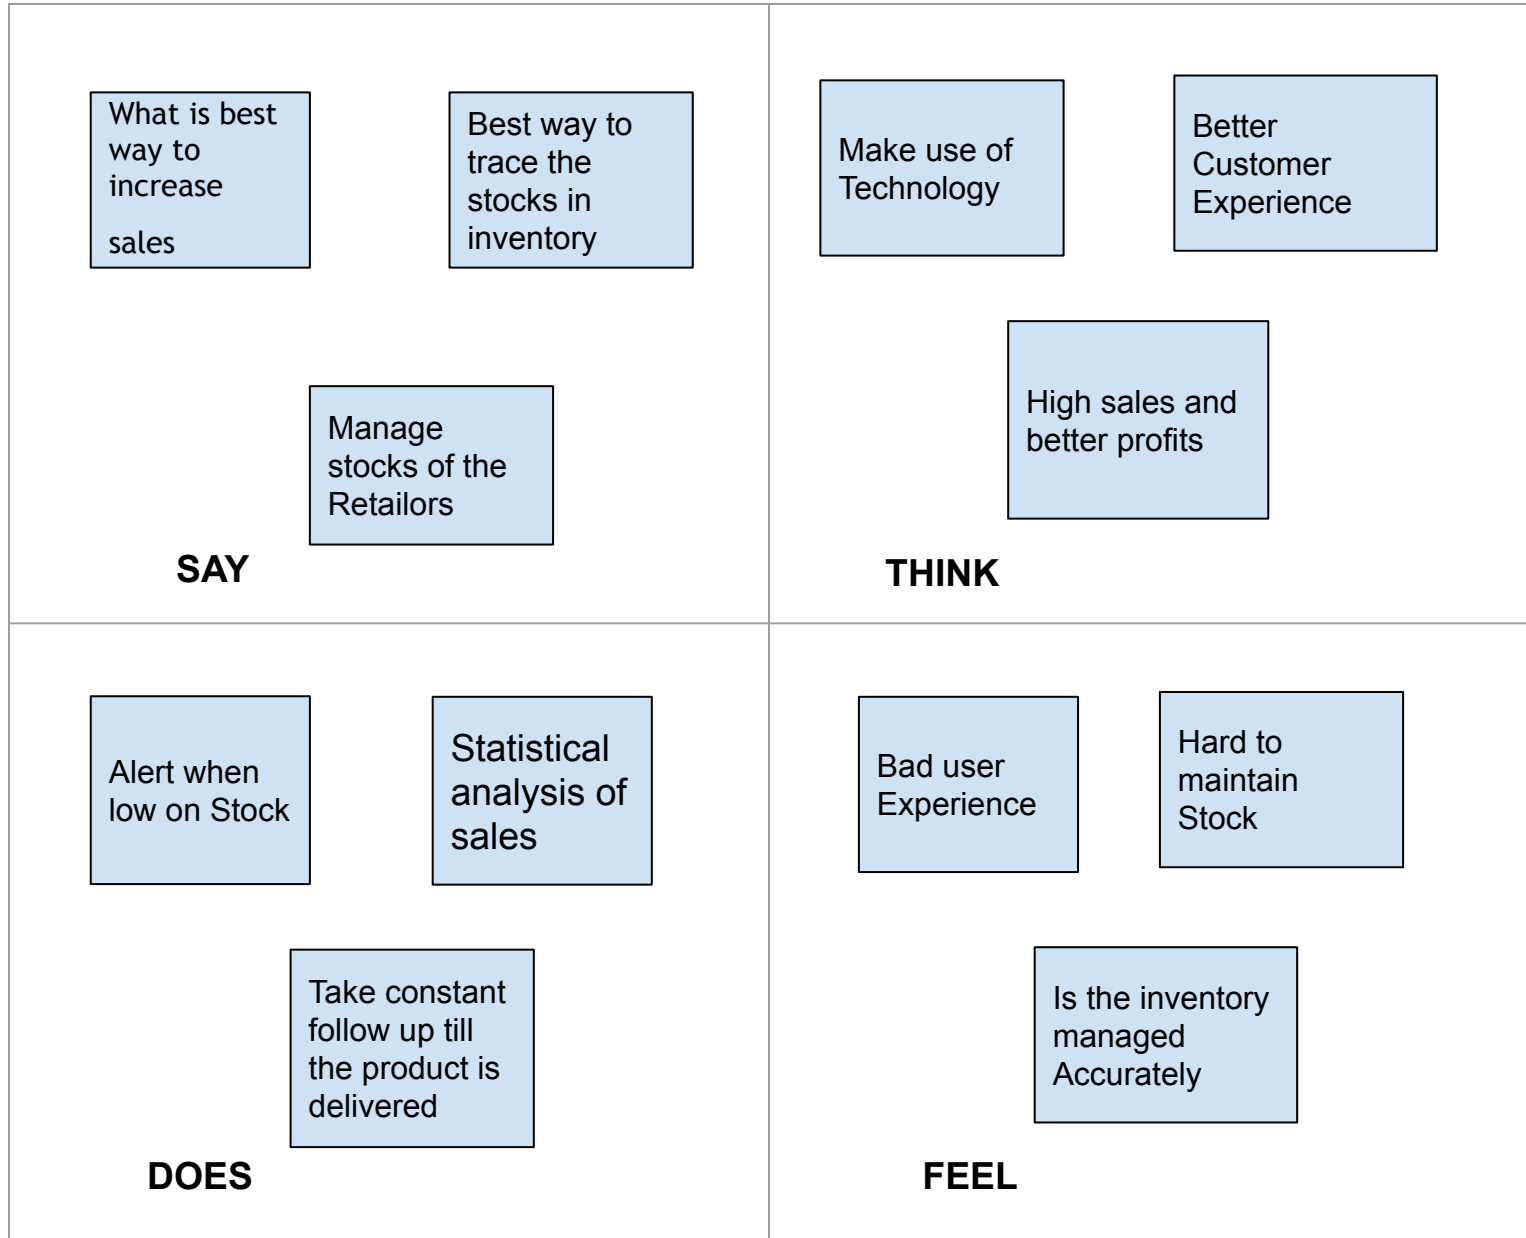 What is best
way to
increase
sales
Best way to
trace the
stocks in
inventory
Manage
stocks of the
Retailors
SAY
Make use of
Technology
Better
Customer
Experience
High sales and
better profits
THINK
Alert when
low on Stock
Statistical
analysis of
sales
Take constant
follow up till
the product is
delivered
DOES
Bad user
Experience
Hard to
maintain
Stock
Is the inventory
managed
Accurately
FEEL